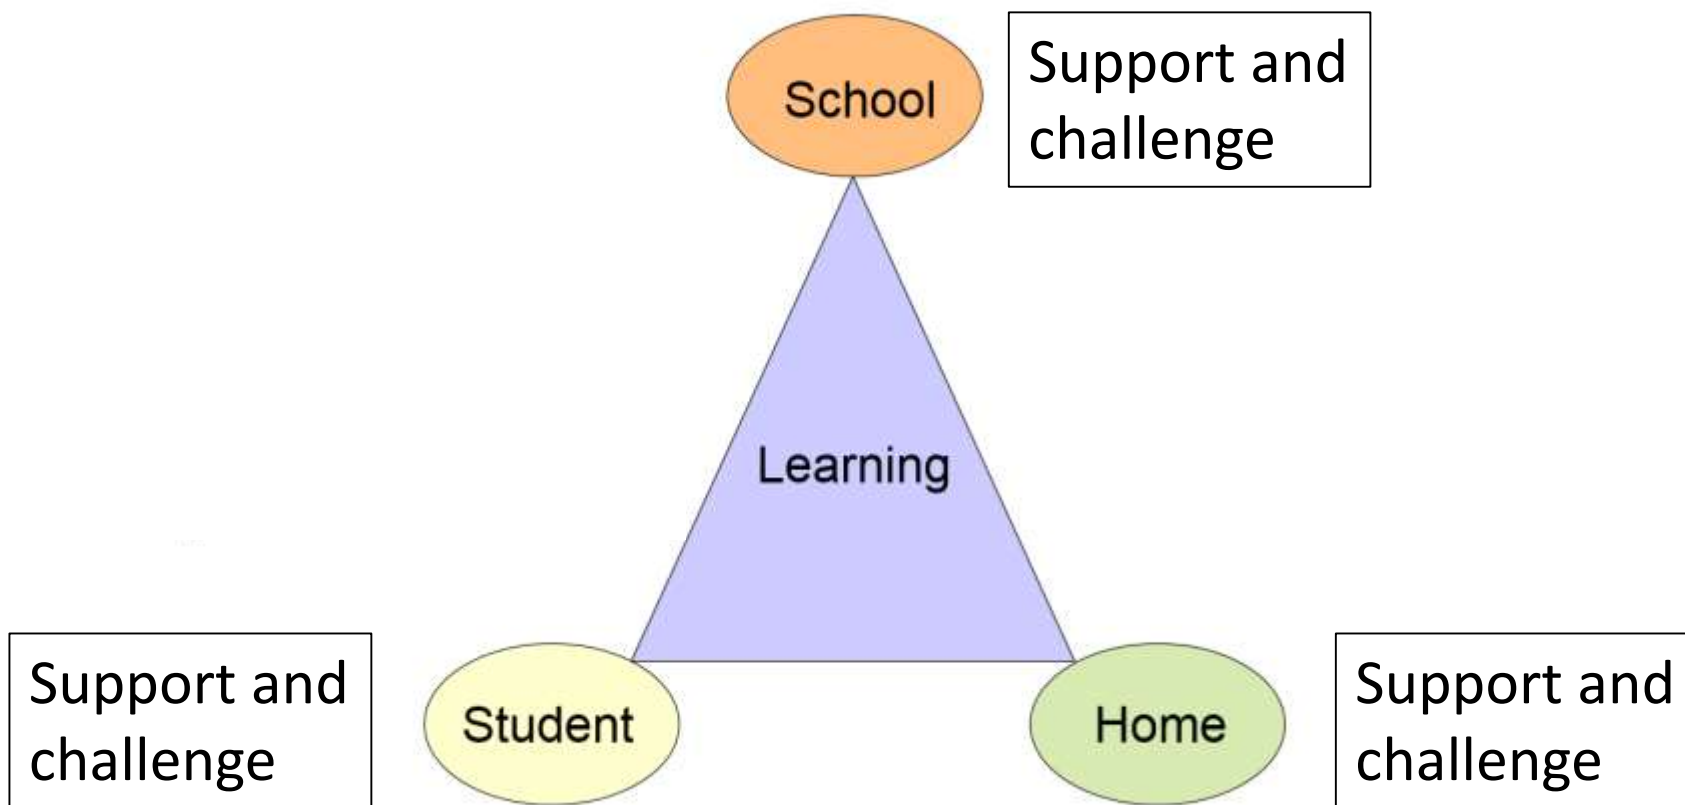 School
Support and
challenge
Learning
Support and
challenge
Student
Home
Support and
challenge